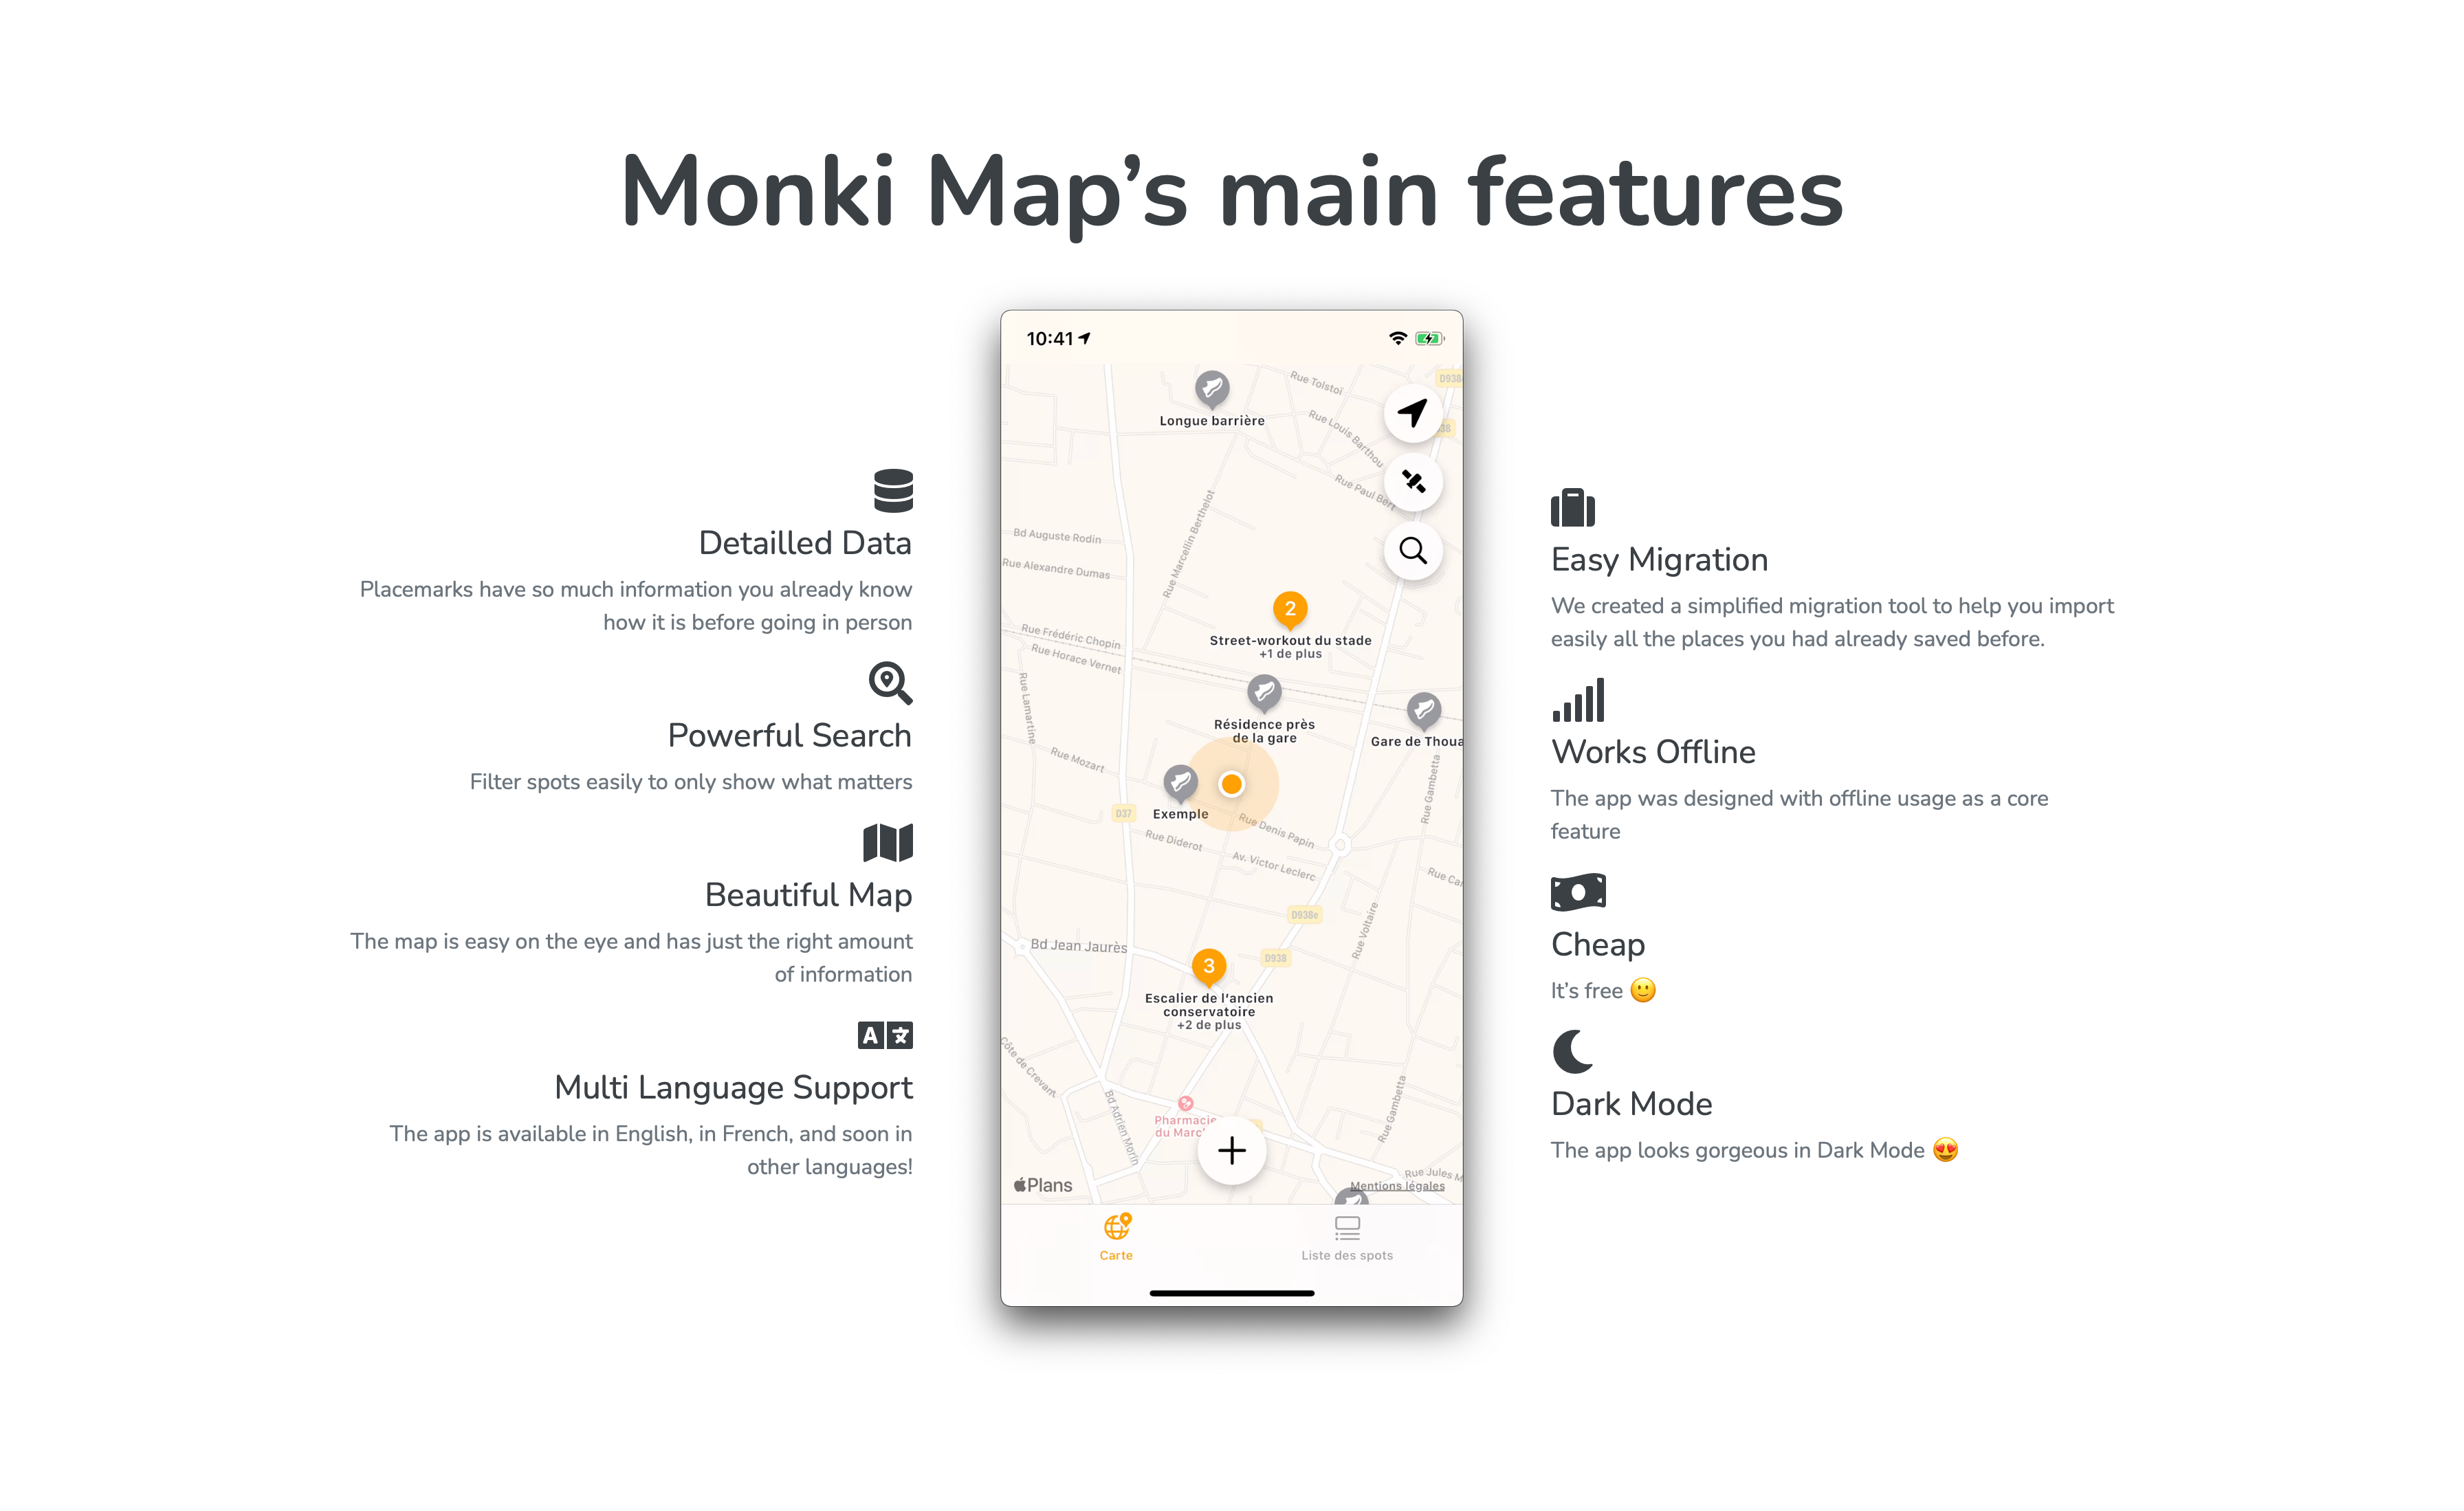 Monki Map’s main features
Detailled Data
Placemarks have so much information you already know
how it is before going in person
Powerful Search
Filter spots easily to only show what matters
Beautiful Map
The map is easy on the eye and has just the right amount
of information
A
Multi Language Support
The app is available in English, in French, and soon in
other languages!
10:41
Longue barrière
Rue Tolstoï
Rue Louis Barthou
Rue Paul Bert
Rue Marcellin Berthelot
Bd Auguste Rodin
Rue Alexandre Dumas
2
Street-workout du stade
+1 de plus
Rue Frédéric Chopin
Rue Horace Vernet
Rue Lamartine
Résidence près
de la gare
Gare de Thoua
Rue Mozart
Exemple
D37
Rue Denis Papin
Rue Diderot
Av. Victor Leclerc
Rue Gambetta
D938e
Rue Voltaire
Bd Jean Jaurès
D938
3
Escalier de l'ancien
conservatoire
+2 de plus
Côte de Crevant
Bd Adrien Morin
Pharmacie
Rue Gambetta
Rue Jules M
Plans
Mentions légales
Carte
Liste des spots
Easy Migration
We created a simplified migration tool to help you import
easily all the places you had already saved before.
Works Offline
The app was designed with offline usage as a core
feature
Cheap
It’s free 🙂
Dark Mode
The app looks gorgeous in Dark Mode 😍